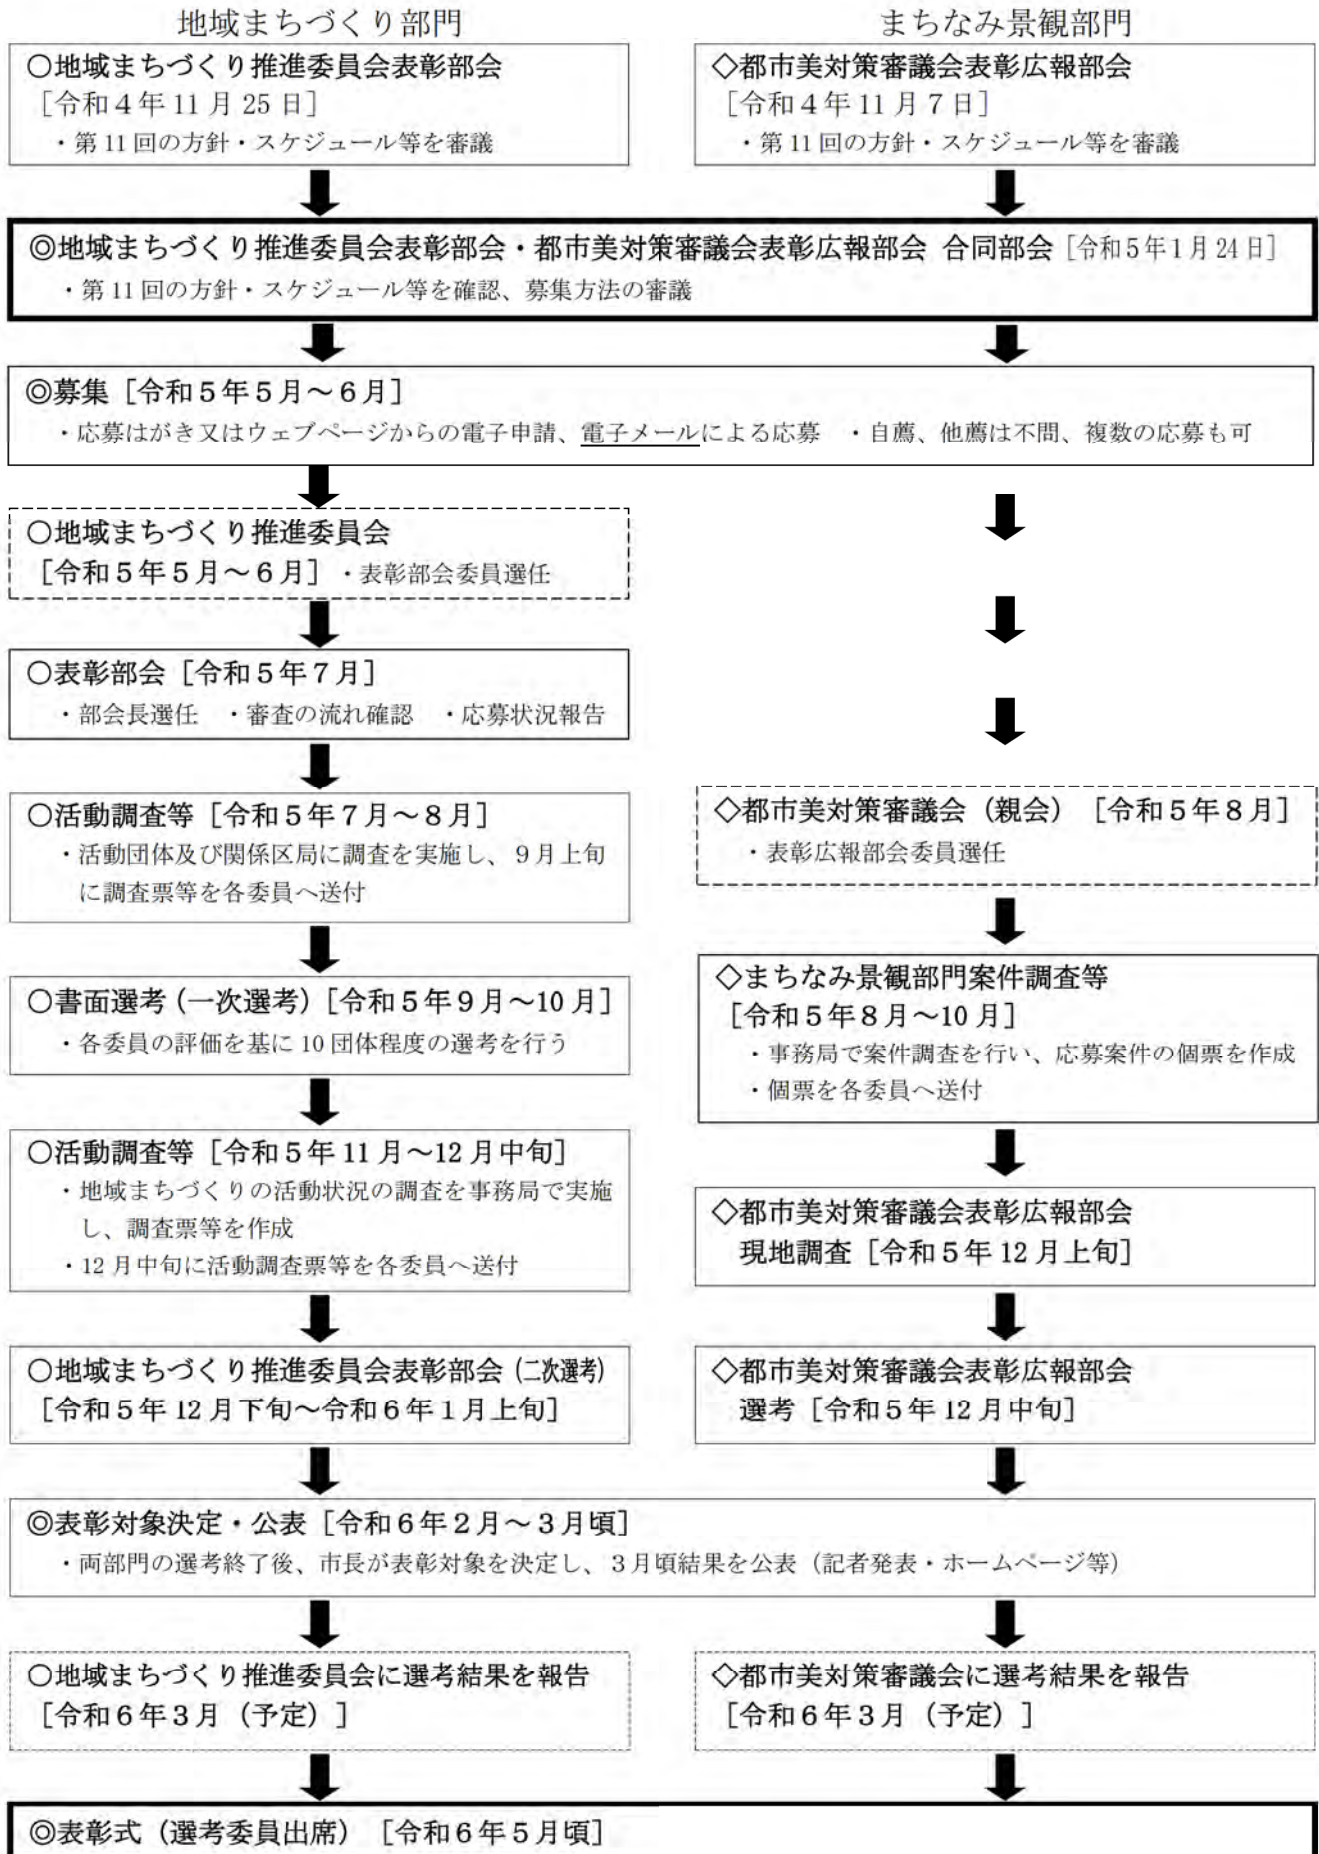 地域まちづくり部門
まちなみ景観部門
○地域まちづくり推進委員会表彰部会
［令和４年 11 月 25 日］
・第 11 回の方針・スケジュール等を審議
◇都市美対策審議会表彰広報部会
［令和４年 11 月７日］
・第 11 回の方針・スケジュール等を審議
◎地域まちづくり推進委員会表彰部会・都市美対策審議会表彰広報部会 合同部会［令和５年１月 24 日］
・第 11 回の方針・スケジュール等を確認、募集方法の審議
◎募集［令和５年５月～６月］
・応募はがき又はウェブページからの電子申請、電子メールによる応募　・自薦、他薦は不問、複数の応募も可
○地域まちづくり推進委員会
［令和５年５月～６月］・表彰部会委員選任
○表彰部会［令和５年７月］
・部会長選任　・審査の流れ確認　・応募状況報告
○活動調査等［令和５年７月～８月］
・活動団体及び関係区局に調査を実施し、９月上旬
に調査票等を各委員へ送付
○書面選考（一次選考）［令和５年９月～10 月］
・各委員の評価を基に 10 団体程度の選考を行う
○活動調査等［令和５年 11 月～12 月中旬］
・地域まちづくりの活動状況の調査を事務局で実施
し、調査票等を作成
・12 月中旬に活動調査票等を各委員へ送付
○地域まちづくり推進委員会表彰部会（二次選考）
［令和５年 12 月下旬～令和６年１月上旬］
◇都市美対策審議会（親会）［令和５年８月］
・表彰広報部会委員選任
◇まちなみ景観部門案件調査等
［令和５年８月～10 月］
・事務局で案件調査を行い、応募案件の個票を作成
・個票を各委員へ送付
◇都市美対策審議会表彰広報部会
現地調査［令和５年 12 月上旬］
◇都市美対策審議会表彰広報部会
選考［令和５年 12 月中旬］
◎表彰対象決定・公表［令和６年２月～３月頃］
・両部門の選考終了後、市長が表彰対象を決定し、３月頃結果を公表（記者発表・ホームページ等）
○地域まちづくり推進委員会に選考結果を報告
［令和６年３月（予定）］
◇都市美対策審議会に選考結果を報告
［令和６年３月（予定）］
◎表彰式（選考委員出席）［令和６年５月頃］